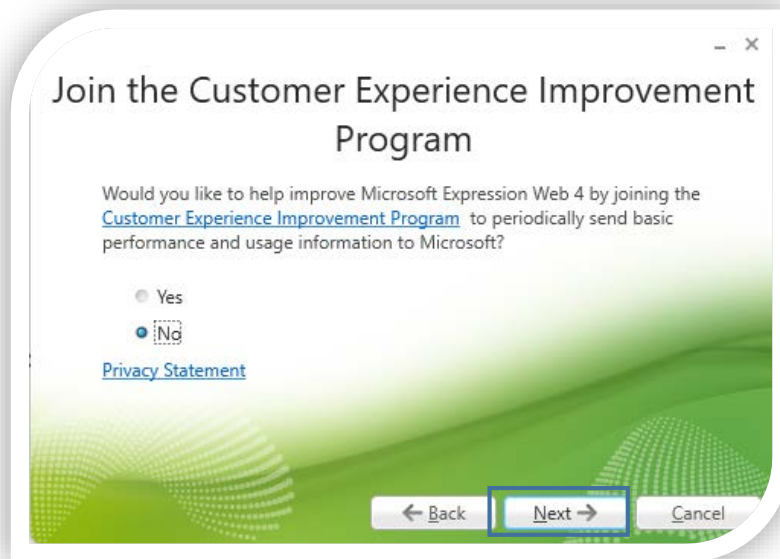 Join the Customer Experience Improvement
Program
Would you like to help improve Microsoft Expression Web 4 by joining the
Customer Experience Improvement Program to periodically send basic
performance and usage information to Microsoft?
Yes
No
Privacy Statement
← Back
Next →
Cancel